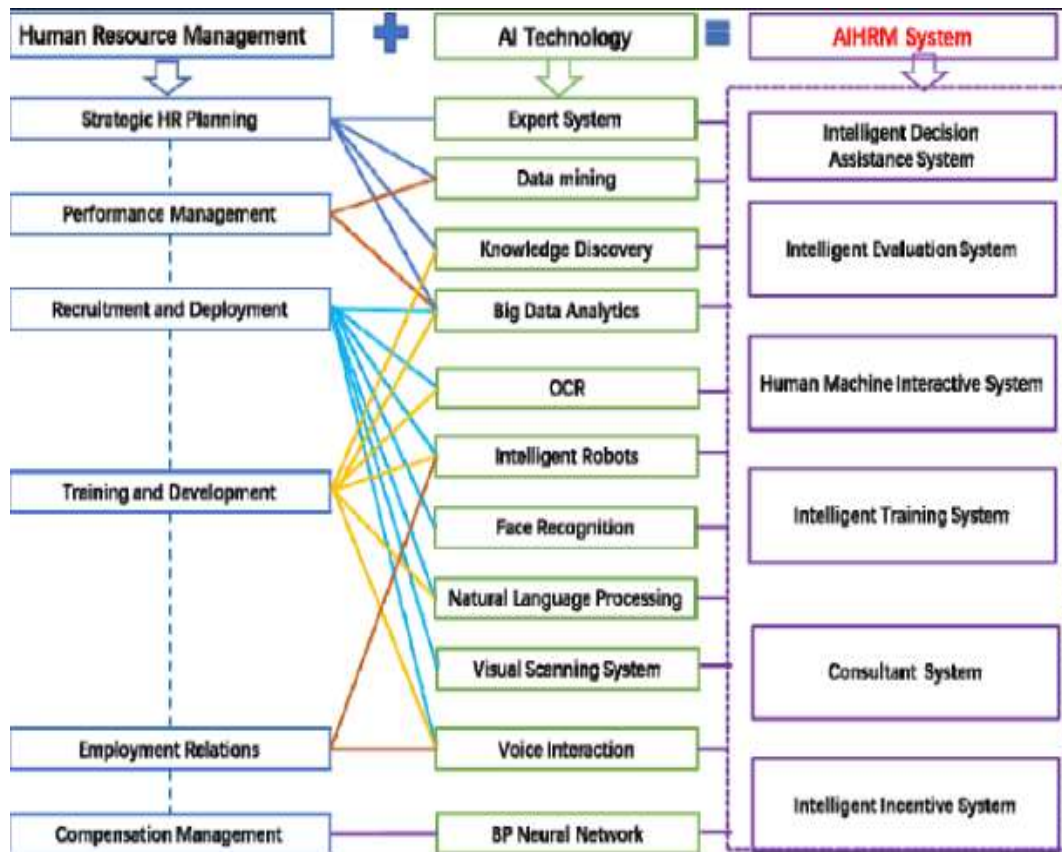 Human Resource Management
AI Technology
AIHRM System
Strategic HR Planning
Performance Management
Recruitment and Deployment
Training and Development
Employment Relations
Compensation Management
Expert System
Data mining
Knowledge Discovery
Big Data Analytics
OCR
Intelligent Robots
Face Recognition
Natural Language Processing
Visual Scanning System
Voice Interaction
BP Neural Network
Intelligent Decision
Assistance System
Intelligent Evaluation System
Human Machine Interactive System
Intelligent Training System
Consultant System
Intelligent Incentive System